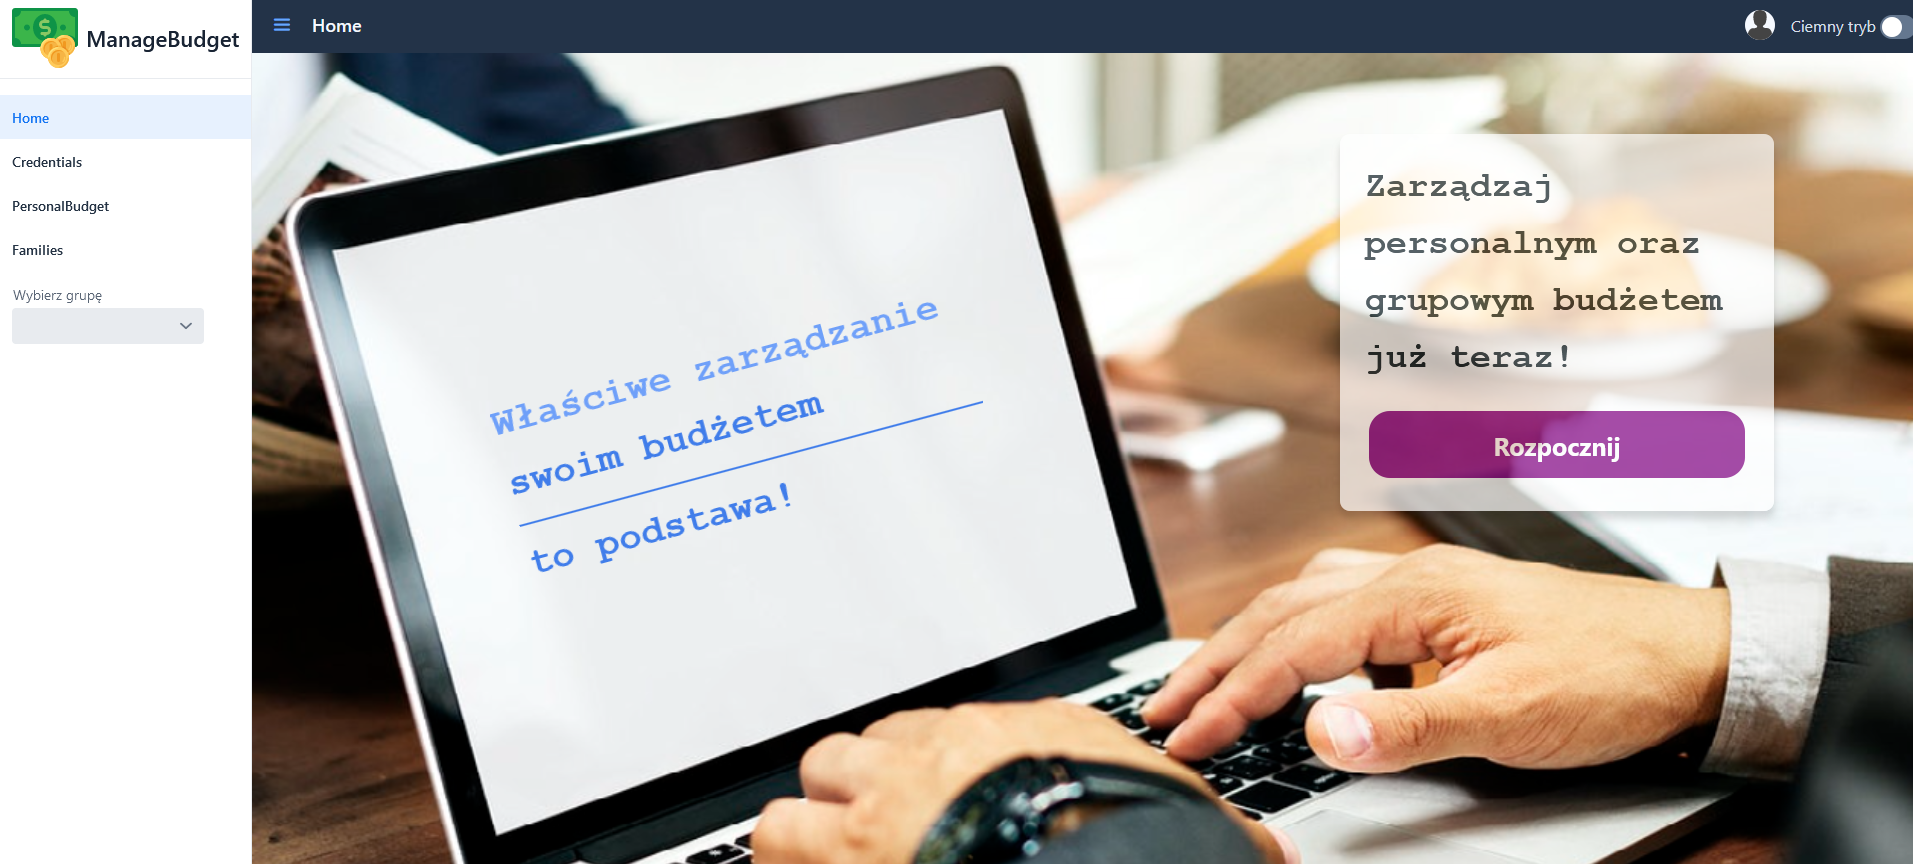 ManageBudget
Home
Ciemny tryb
Home
Credentials
PersonalBudget
Families
Wybierz grupę
Właściwe zarządzanie
swoim budżetem
to podstawa!
Zarządzaj
personalnym oraz
grupowym budżetem
już teraz!
Rozpocznij